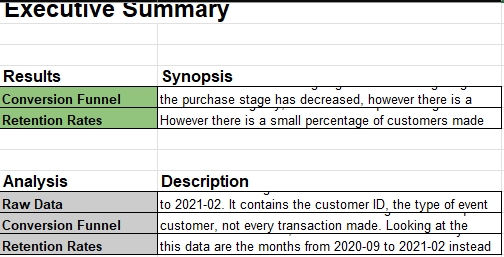 Executive Summary
Results Synopsis
Conversion Funnel the purchase stage has decreased, however there is a
Retention Rates However there is a small percentage of customers made
Analysis Description
Raw Data to 2021-02. It contains the customer ID, the type of event
Conversion Funnel customer, not every transaction made. Looking at the
Retention Rates this data are the months from 2020-09 to 2021-02 instead